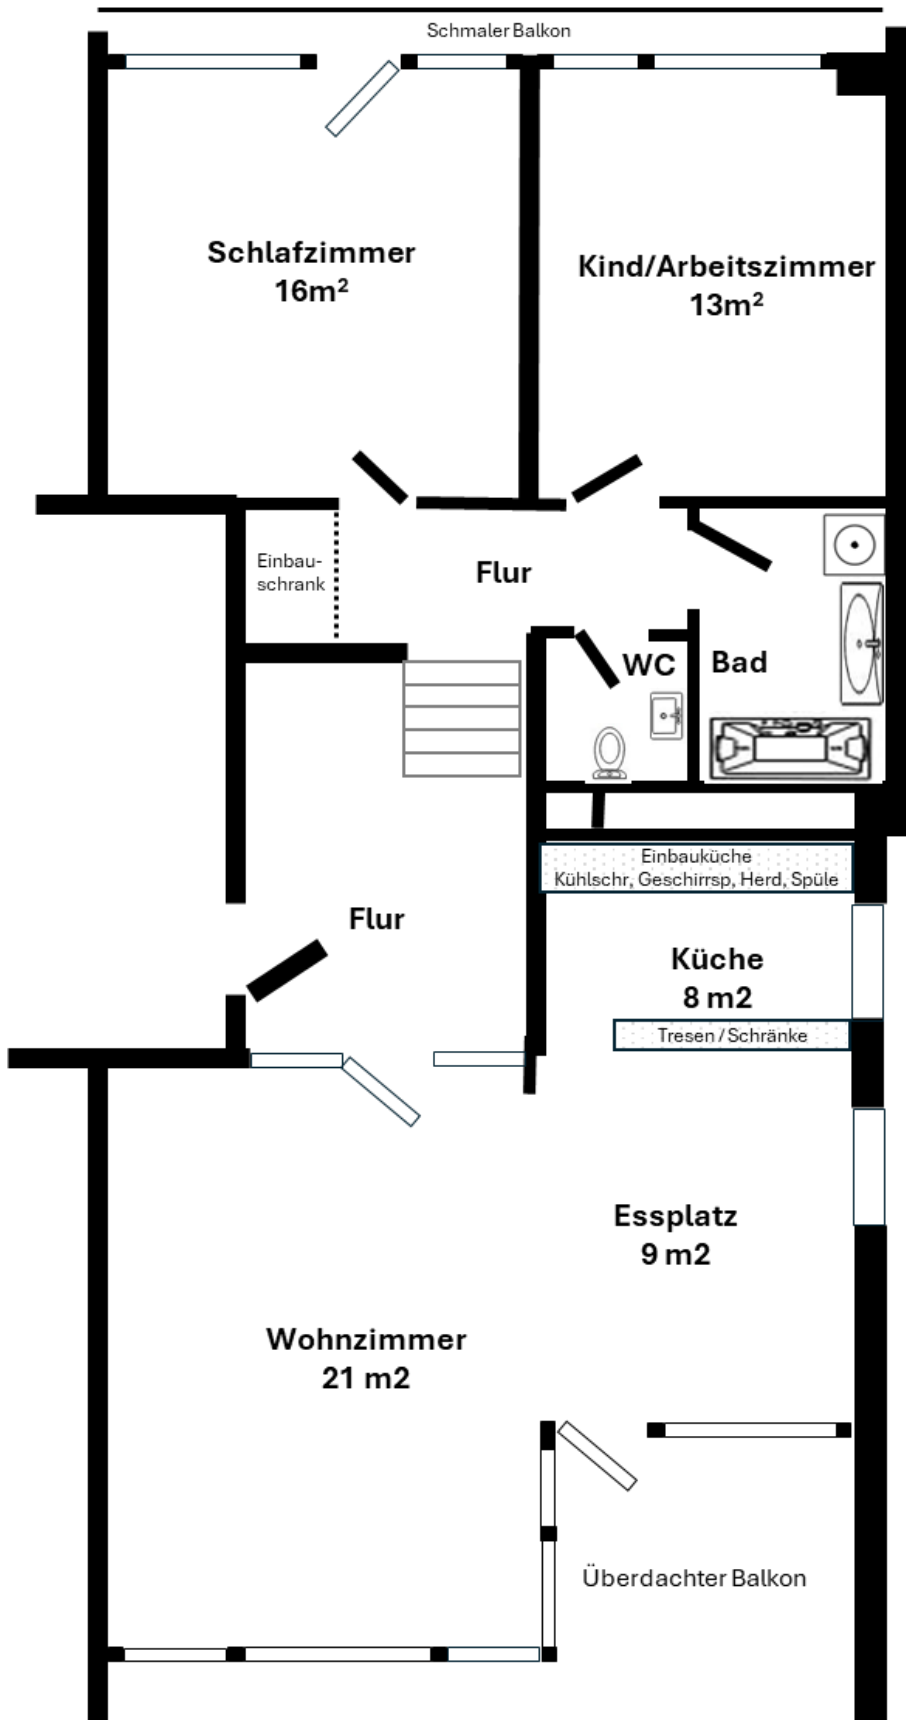 Schmaler Balkon
Schlafzimmer
16m²
Kind/Arbeitszimmer
13m²
Einbau-
schrank
Flur
WC
Bad
Einbauküche
Kühlschr, Geschirrsp, Herd, Spüle
Flur
Küche
8 m2
Tresen / Schränke
Essplatz
9 m2
Wohnzimmer
21 m2
Überdachter Balkon